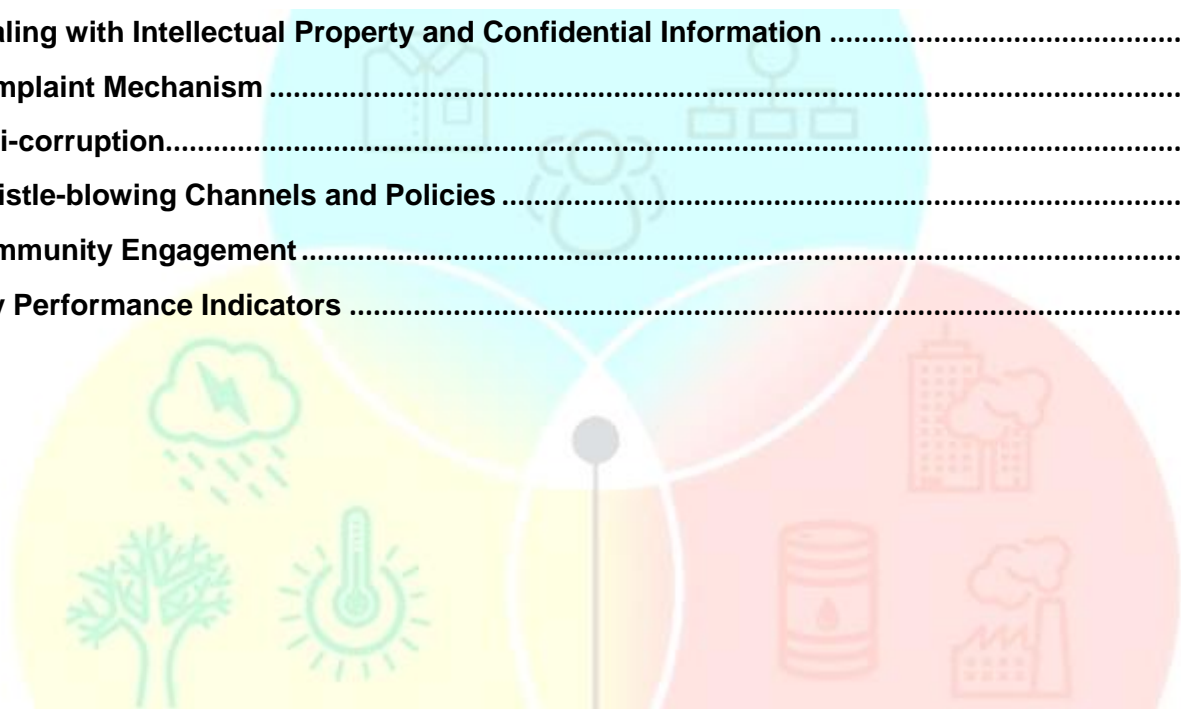 aling with Intellectual Property and Confidential Information ............................................
mplaint Mechanism ..................................................................................................................
i-corruption...............................................................................................................................
istle-blowing Channels and Policies .....................................................................................
mmunity Engagement ..............................................................................................................
y Performance Indicators ........................................................................................................